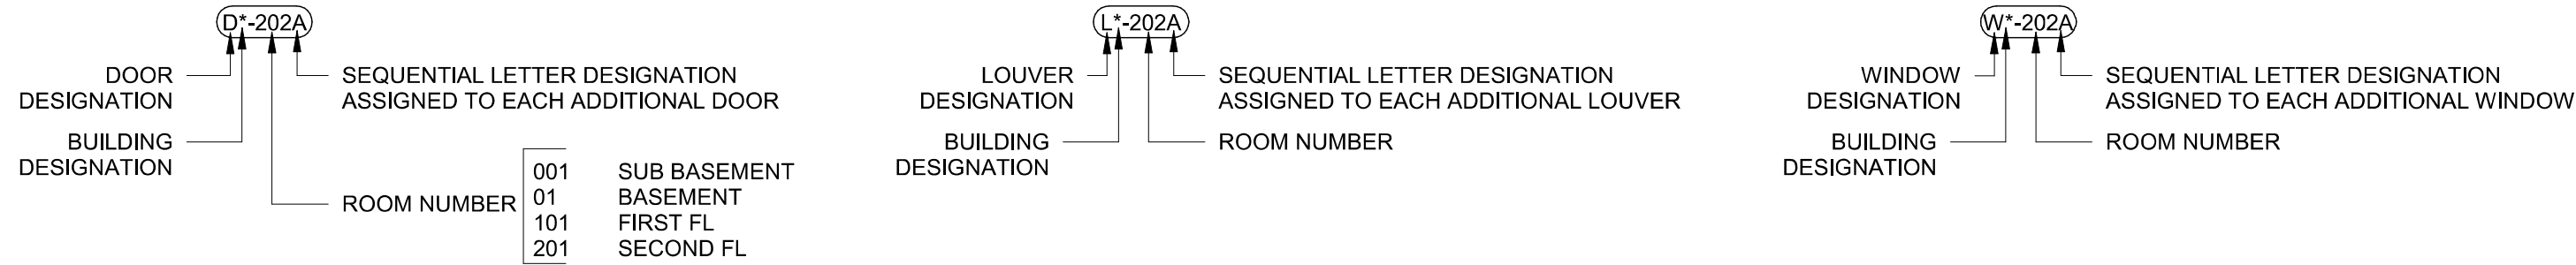 D*-202A
DOOR
DESIGNATION
SEQUENTIAL LETTER DESIGNATION
ASSIGNED TO EACH ADDITIONAL DOOR
BUILDING
DESIGNATION
ROOM NUMBER
001 SUB BASEMENT
01 BASEMENT
101 FIRST FL
201 SECOND FL
L*-202A
LOUVER
DESIGNATION
SEQUENTIAL LETTER DESIGNATION
ASSIGNED TO EACH ADDITIONAL LOUVER
BUILDING
DESIGNATION
ROOM NUMBER
W*-202A
WINDOW
DESIGNATION
SEQUENTIAL LETTER DESIGNATION
ASSIGNED TO EACH ADDITIONAL WINDOW
BUILDING
DESIGNATION
ROOM NUMBER